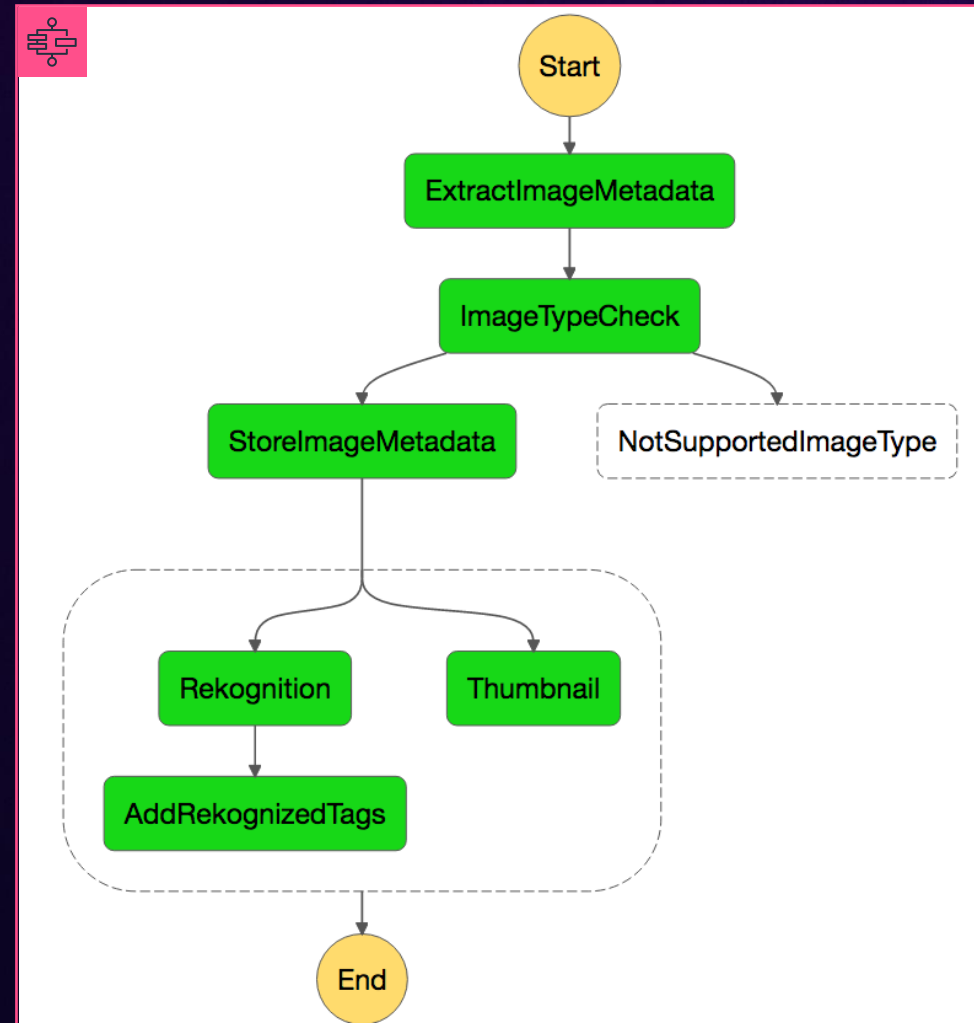 Start
ExtractImageMetadata
ImageTypeCheck
StoreImageMetadata
NotSupportedImageType
Rekognition
Thumbnail
AddRekognizedTags
End